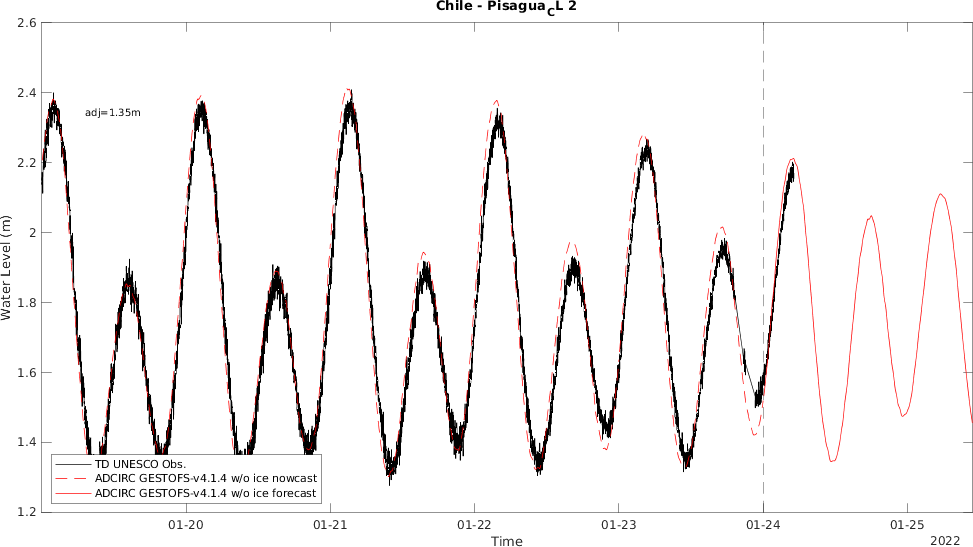 Chile - PisaguaCL 2
2.6
2.4
adj=1.35m
2.2
2
Water Level (m)
1.8
1.6
1.4
TD UNESCO Obs.
ADCIRC GESTOFS-v4.1.4 w/o ice nowcast
ADCIRC GESTOFS-v4.1.4 w/o ice forecast
1.2
01-20 01-21 01-22 01-23 01-24 01-25
Time 2022